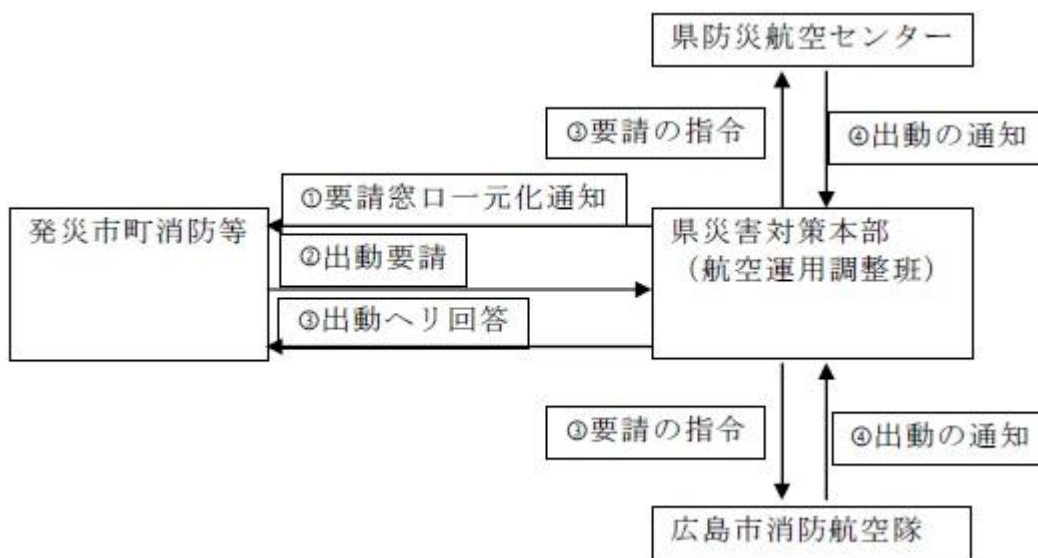 県防災航空センター
③要請の指令
④出動の通知
①要請窓口一元化通知
発災市町消防等
県災害対策本部
（航空運用調整班）
②出動要請
③出動ヘリ回答
③要請の指令
④出動の通知
広島市消防航空隊